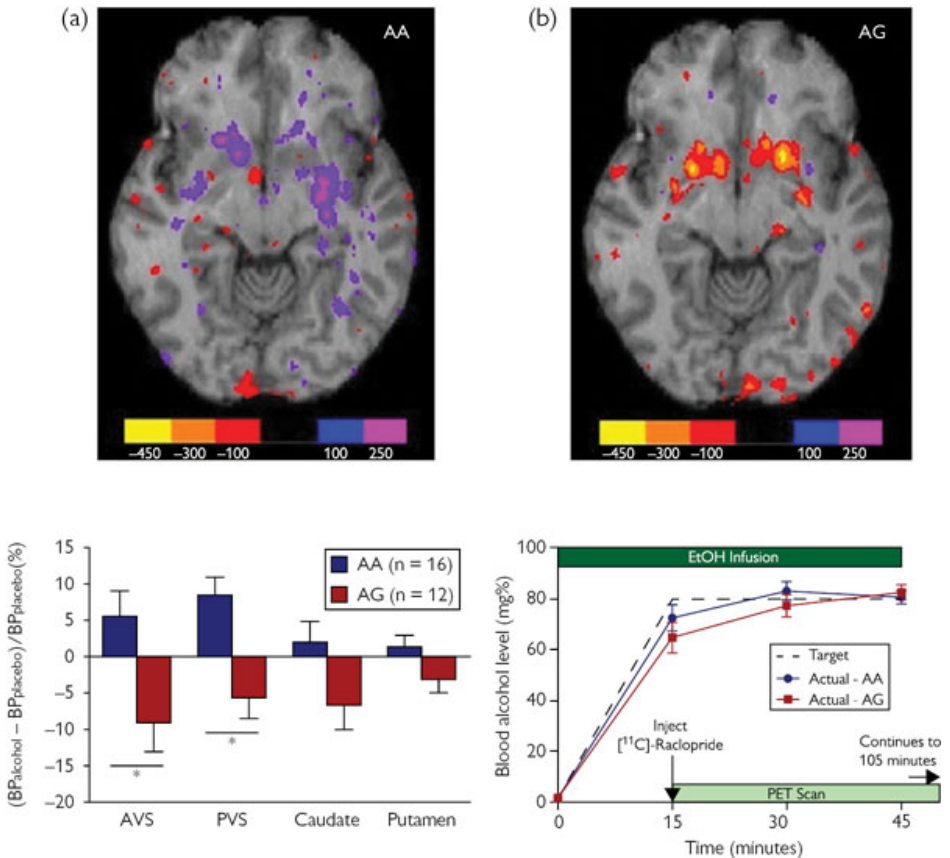 (a)
AA
−450 −300 −100 100 250
(b)
AG
−450 −300 −100 100 250
(BPalcohol − BPplacebo) / BPplacebo(%)
15
10
5
0
−5
−10
−15
−20
AA (n = 16)
AG (n = 12)
*
*
AVS PVS Caudate Putamen
Blood alcohol level (mg%)
100
80
60
40
20
0
EtOH Infusion
Target
Actual - AA
Actual - AG
Inject
[¹¹C]-Raclopride
Continues to
105 minutes
PET Scan
0 15 30 45
Time (minutes)